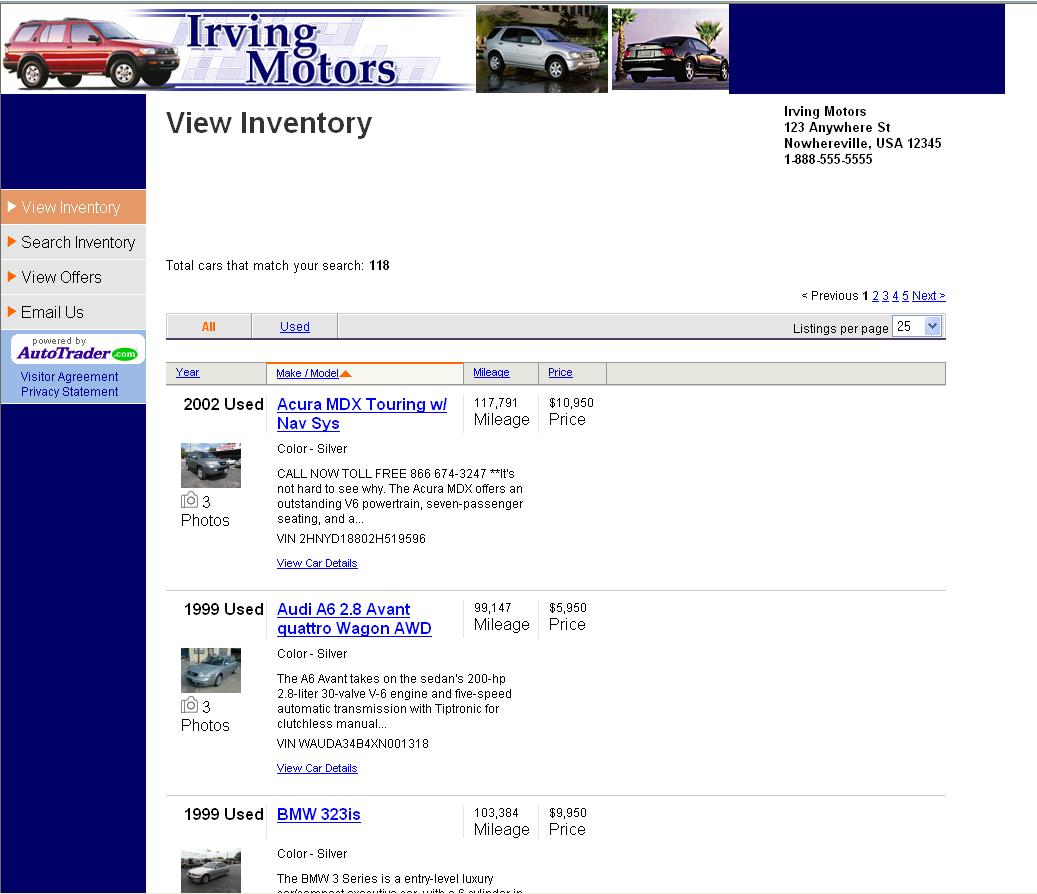 Irving
Motors
View Inventory
Irving Motors
123 Anywhere St
Nowhereville, USA 12345
1-888-555-5555
View Inventory
Search Inventory
View Offers
Email Us
powered by
AutoTrader.com
Visitor Agreement
Privacy Statement
Total cars that match your search: 118
< Previous 1 2 3 4 5 Next >
All Used Listings per page 25
Year Make / Model Mileage Price
2002 Used Acura MDX Touring w/ 117,791 $10,950
Nav Sys Mileage Price
Color - Silver
CALL NOW TOLL FREE 866 674-3247 **It's
not hard to see why. The Acura MDX offers an
outstanding V6 powertrain, seven-passenger
seating, and a...
3
Photos
VIN 2HNYD18802H519596
View Car Details
1999 Used Audi A6 2.8 Avant 99,147 $5,950
quattro Wagon AWD Mileage Price
Color - Silver
The A6 Avant takes on the sedan's 200-hp
2.8-liter 30-valve V-6 engine and five-speed
automatic transmission with Tiptronic for
clutchless manual...
3
Photos
VIN WAUDA34B4XN001318
View Car Details
1999 Used BMW 323is 103,384 $9,950
Mileage Price
Color - Silver
The BMW 3 Series is a entry-level luxury
car/compact executive car, with a 6 cylinder in